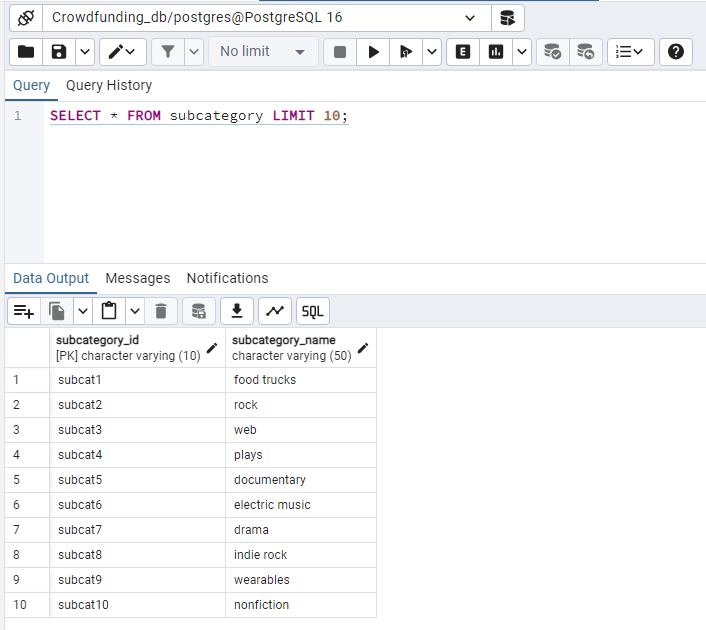 Crowdfunding_db/postgres@PostgreSQL 16
No limit
E
SQL
Query Query History
1 SELECT * FROM subcategory LIMIT 10;
Data Output Messages Notifications
SQL
subcategory_id subcategory_name
[PK] character varying (10) character varying (50)
1 subcat1 food trucks
2 subcat2 rock
3 subcat3 web
4 subcat4 plays
5 subcat5 documentary
6 subcat6 electric music
7 subcat7 drama
8 subcat8 indie rock
9 subcat9 wearables
10 subcat10 nonfiction